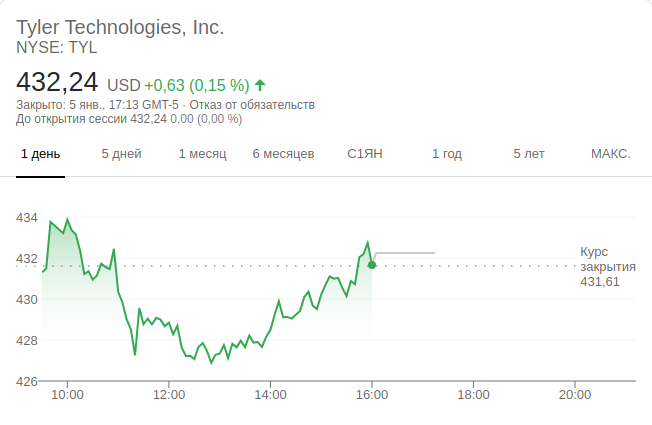 Tyler Technologies, Inc.
NYSE: TYL
432,24 USD +0,63 (0,15 %)
Закрыто: 5 янв., 17:13 GMT-5 · Отказ от обязательств
До открытия сессии 432,24 0,00 (0,00 %)
1 день 5 дней 1 месяц 6 месяцев С1ЯН 1 год 5 лет МАКС.
434
432
430
428
426
Курс
закрытия
431,61
10:00 12:00 14:00 16:00 18:00 20:00